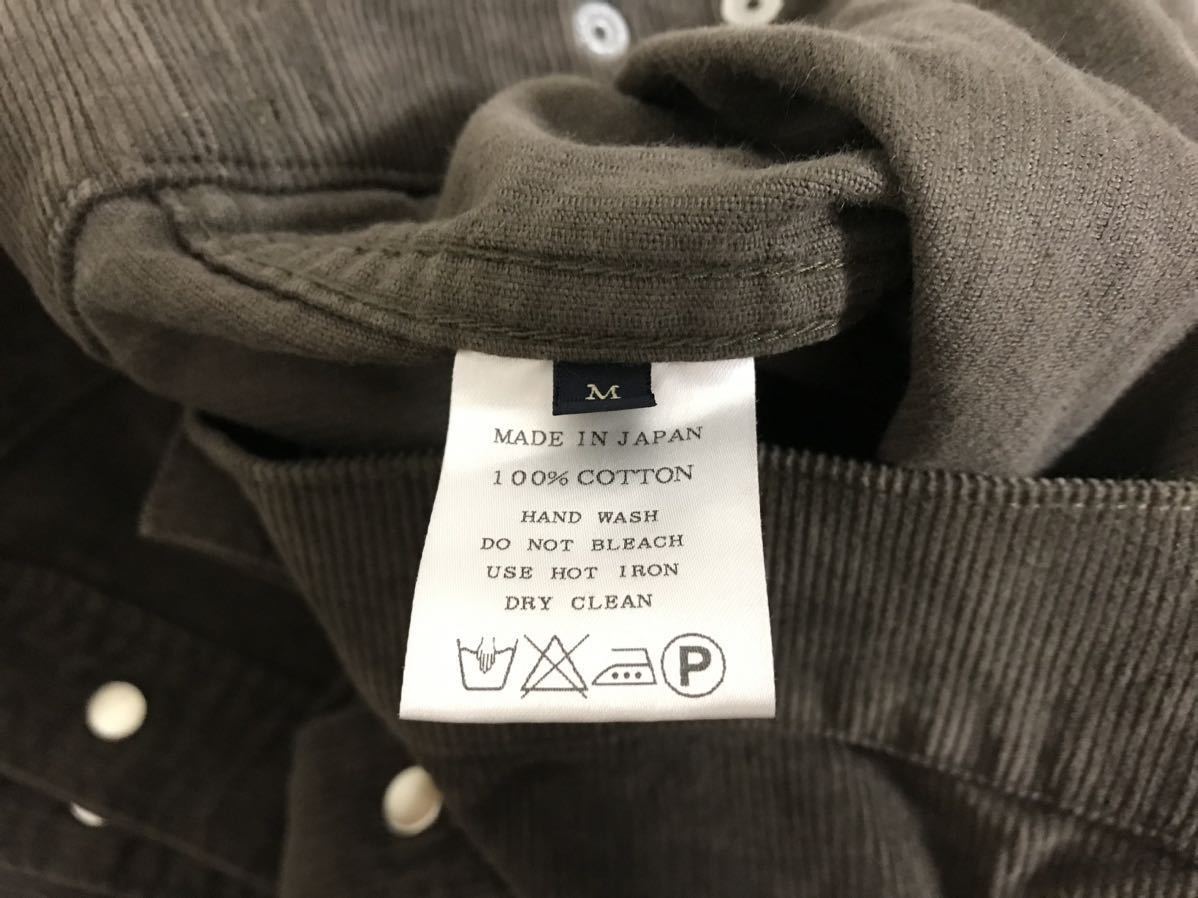 M
MADE IN JAPAN
100% COTTON
HAND WASH
DO NOT BLEACH
USE HOT IRON
DRY CLEAN
P